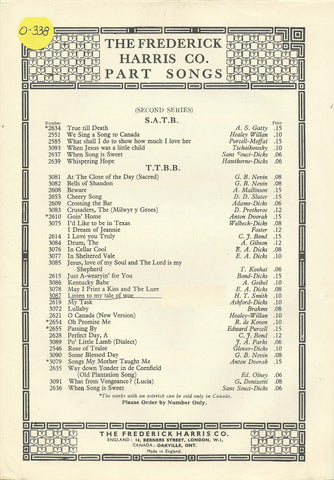 O-338
THE FREDERICK
HARRIS CO.
PART SONGS
(SECOND SERIES)
S.A.T.B.
Number Price
*2634 True till Death A. S. Gatty .15
2551 We Sing a Song to Canada Healey Willan .10
2585 What shall I do to show how much I love her Purcell-Moffat .15
3093 When Jesus was a little child Tschaikowsky .10
2637 When Song is Sweet Sans Souci-Dicks .06
2639 Whispering Hope Hawthorne-Dicks .06
T.T.B.B.
3081 At The Close of the Day (Sacred) G. B. Nevin .08
3082 Bells of Shandon G. B. Nevin .08
2608 Beware A. Mallinson .15
2653 Cheery Song D. D. Slater .15
2609 Crossing the Bar Adams-Dicks .06
3083 Crusaders, The (Milwyr y Groes) D. Protheroe .12
*2610 Goin' Home Anton Dvorak .15
3075 I'd Like to be in Texas Welbeck-Dicks .08
I Dream of Jeannie Foster .12
2614 I Love you Truly C. J. Bond .15
3084 Drum, The A. Gibson .12
3076 In Cellar Cool E. A. Dicks .08
3077 In Sheltered Vale E. A. Dicks .10
3085 Jesus, love of my Soul and The Lord is my
Shepherd T. Koshat .06
2615 Just A-wearyin' for You Bond-Dicks .15
3086 Kentucky Babe A. Geibel .10
3078 May I Print a Kiss and The Lure E. A. Dicks .08
3087 Listen to my tale of woe H. T. Smith .10
2619 My Task Ashford-Dicks .10
3072 Lullaby Brahms .08
2621 O Canada (New Version) Healey-Willan .10
*2654 Oh Promise Me R. de Koven .10
*2655 Passing By Edward Purcell .15
2628 Perfect Day, A C. J. Bond .12
3089 Po' Little Lamb (Dialect) J. A. Parks .06
2546 Rose of Tralee Glover-Dicks .10
3090 Some Blessed Day G. B. Nevin .08
*3079 Songs My Mother Taught Me Anton Dvorak .15
2635 Way down Yonder in de Cornfield
(Old Plantation Song) Ed. Olney .06
3091 What from Vengeance? (Lucia) G. Donizetti .08
2636 When Song is Sweet Sans Souci-Dicks .06
*The works with an asterisk can be sold only in Canada.
Please Order by Number Only.
THE FREDERICK HARRIS CO.
ENGLAND: 14, BERNERS STREET, LONDON, W.1,
CANADA: OAKVILLE, ONT.
Made in England.